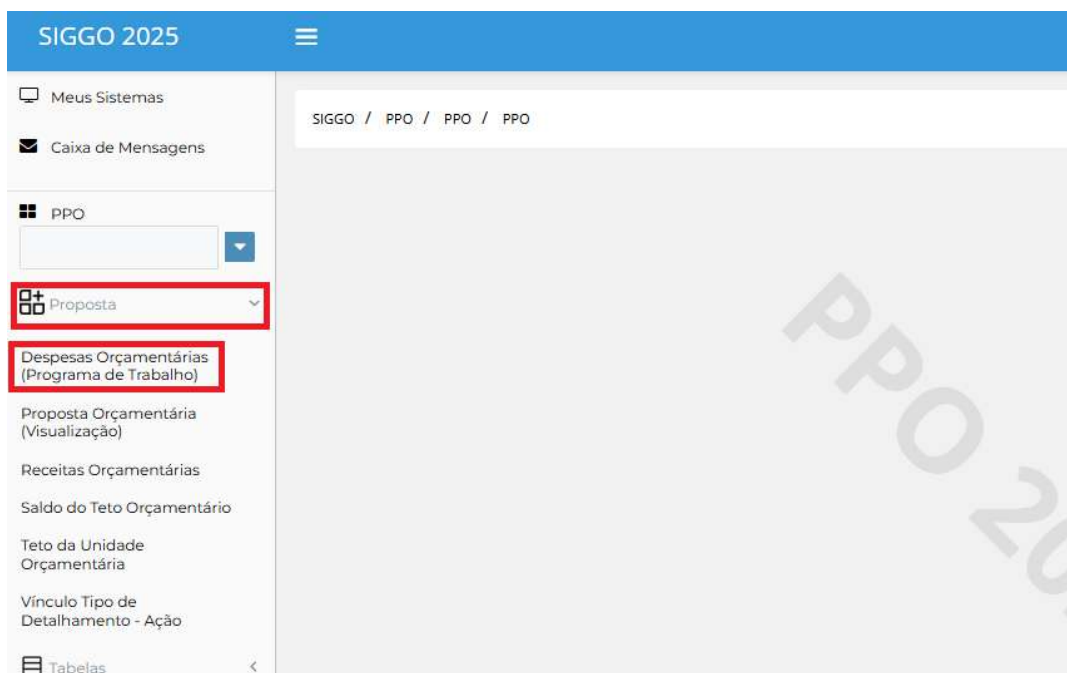 SIGGO 2025
Meus Sistemas
SIGGO / PPO / PPO / PPO
Caixa de Mensagens
PPO
Proposta
Despesas Orçamentárias
(Programa de Trabalho)
Proposta Orçamentária
(Visualização)
Receitas Orçamentárias
Saldo do Teto Orçamentário
Teto da Unidade
Orçamentária
Vínculo Tipo de
Detalhamento - Ação
Tabelas
PPO